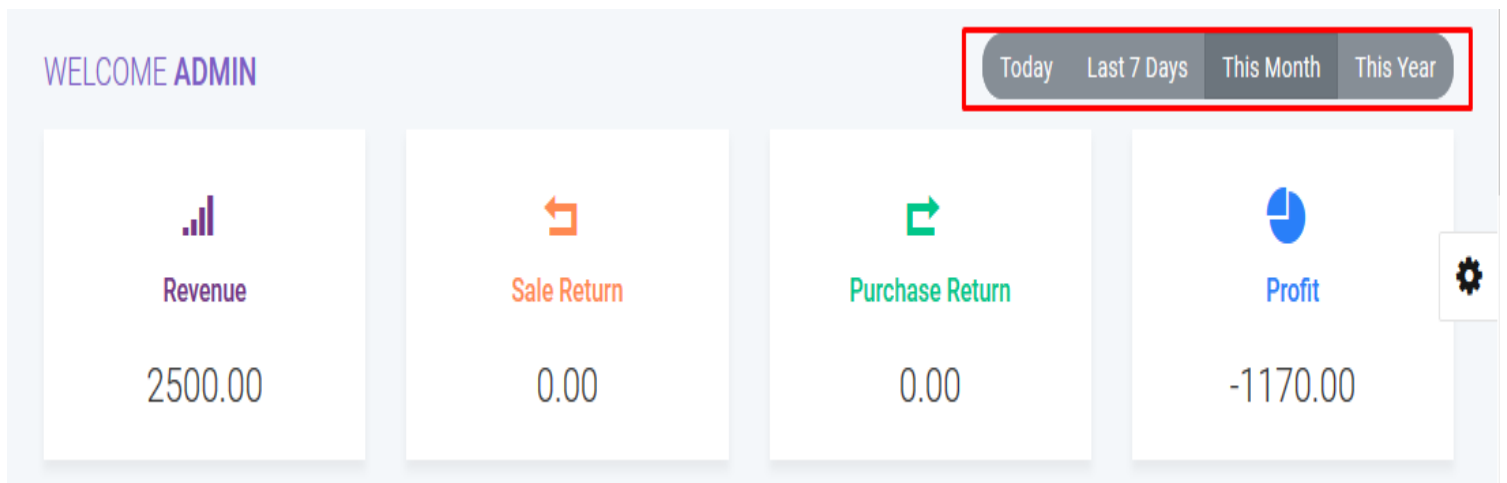 WELCOME ADMIN
Today Last 7 Days This Month This Year
Revenue Sale Return Purchase Return Profit
2500.00 0.00 0.00 -1170.00